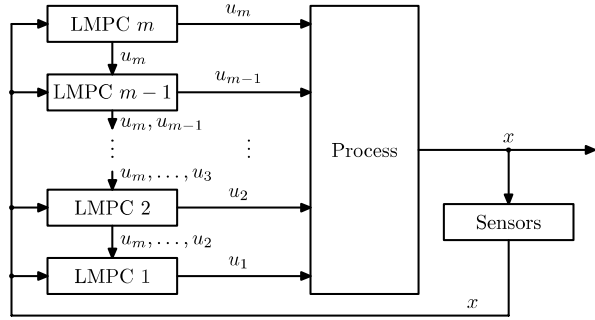 LMPC m
u_m
u_m
LMPC m − 1
u_{m−1}
u_m, u_{m−1}
⋮ ⋮
Process
x
u_m, …, u_3
LMPC 2
u_2
Sensors
u_m, …, u_2
LMPC 1
u_1
x